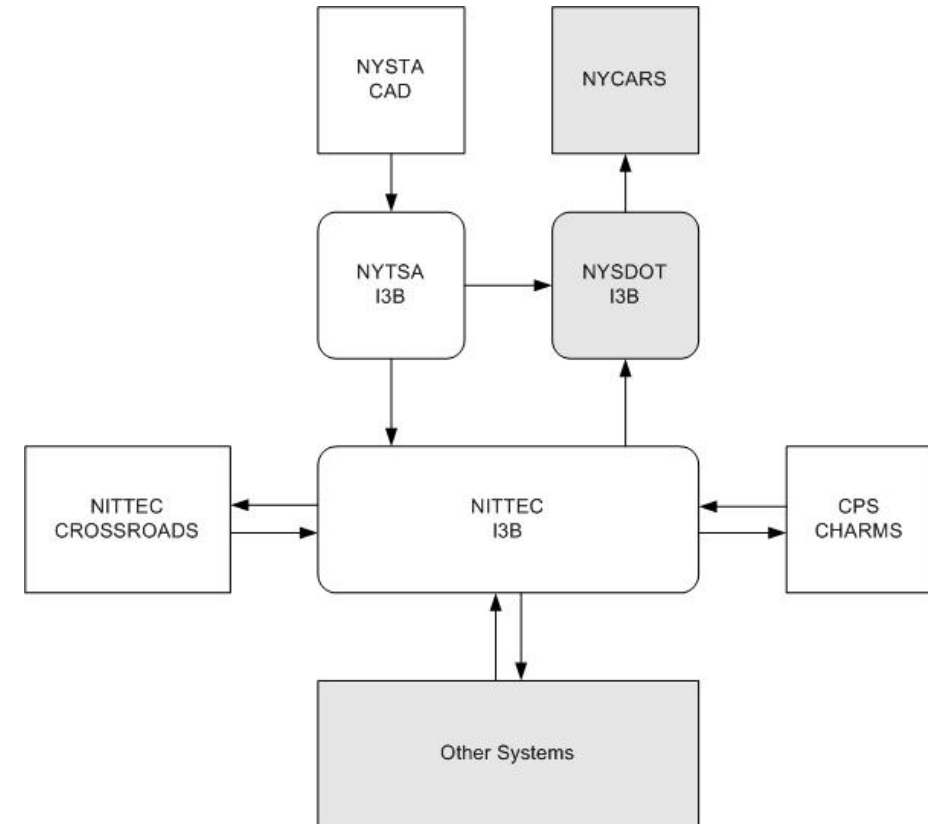 NYSTA
CAD
NYCARS
NYTSA
I3B
NYSDOT
I3B
NITTEC
CROSSROADS
NITTEC
I3B
CPS
CHARMS
Other Systems